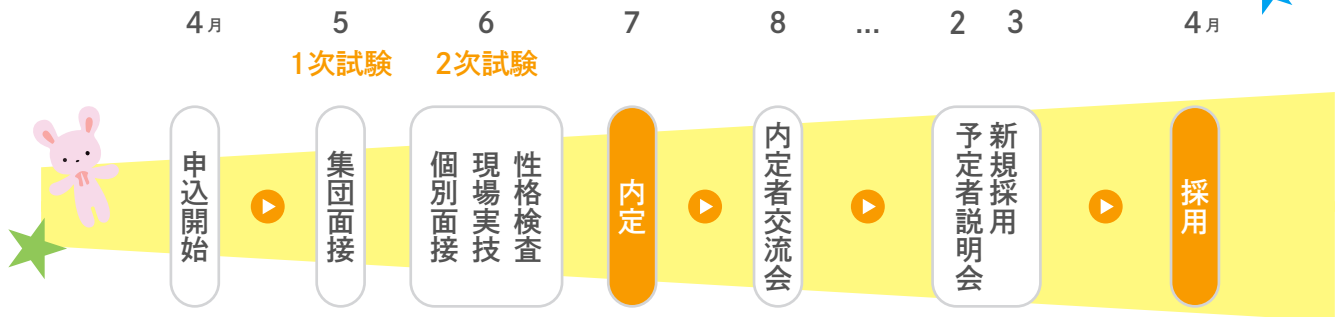 4月
5
6
7
8
...
2
3
4月
1次試験
2次試験
申込開始
集団面接
性格検査
現場実技
個別面接
内定
内定者交流会
新規採用
予定者説明会
採用